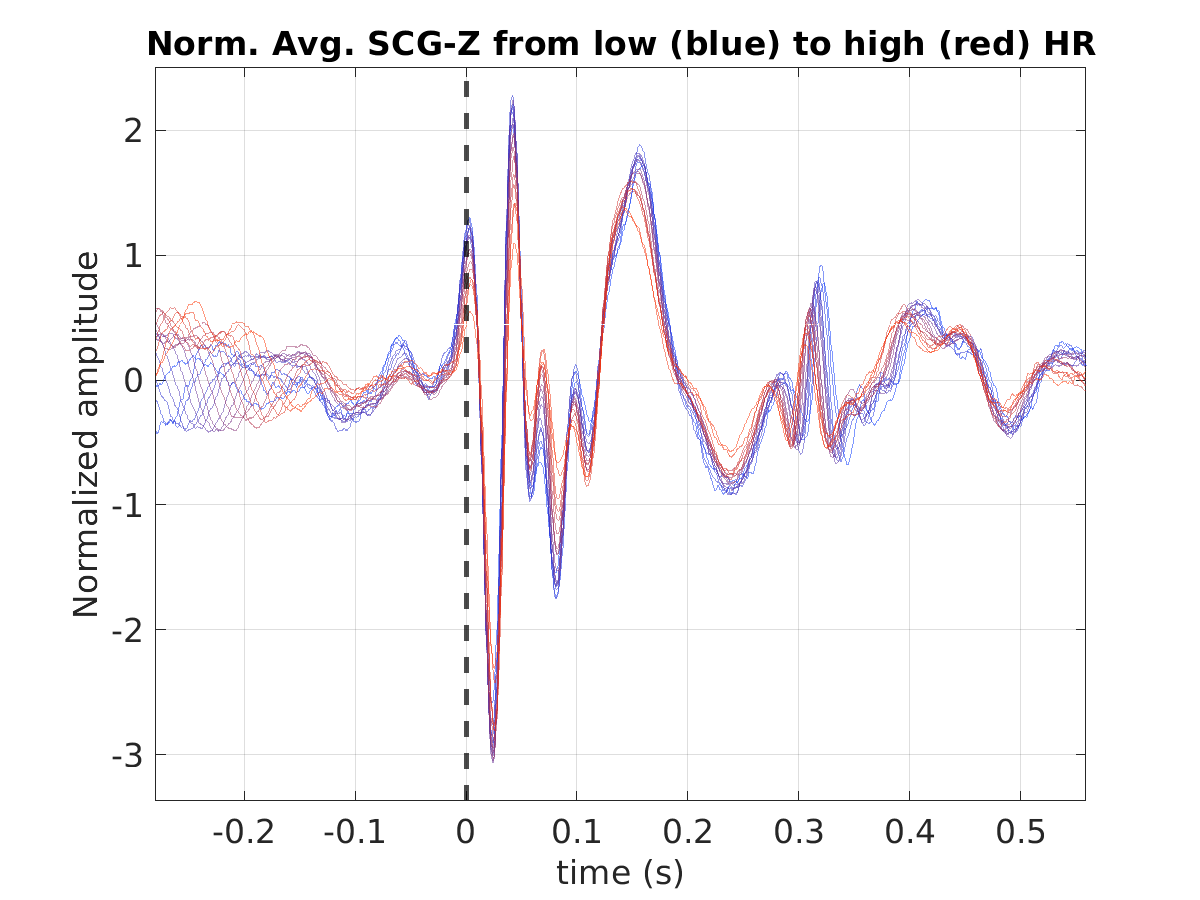 Norm. Avg. SCG-Z from low (blue) to high (red) HR
2
1
0
-1
-2
-3
Normalized amplitude
-0.2 -0.1 0 0.1 0.2 0.3 0.4 0.5
time (s)